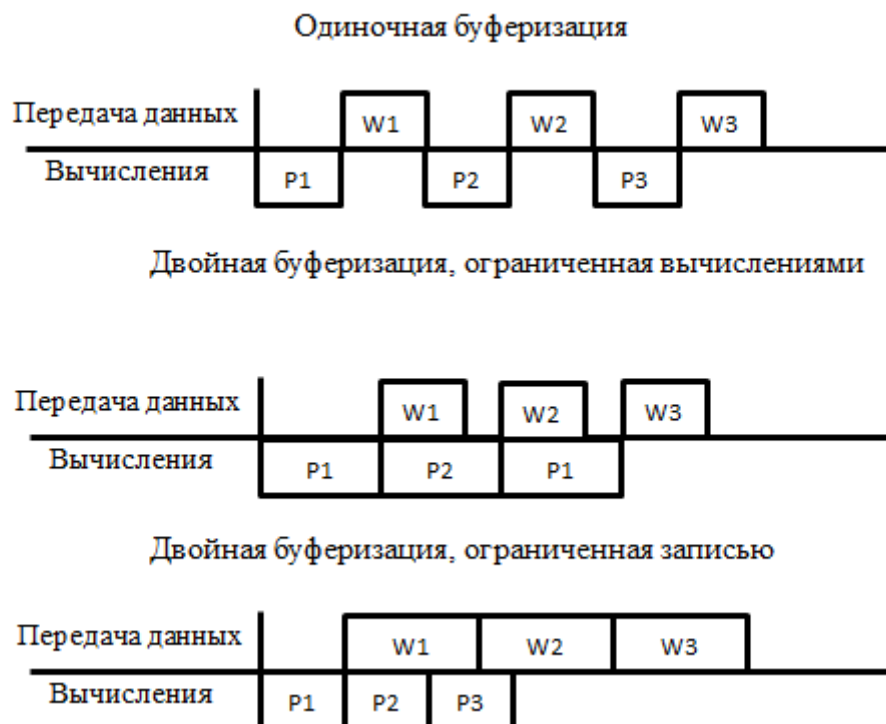 Одиночная буферизация
Передача данных
W1 W2 W3
Вычисления
P1 P2 P3
Двойная буферизация, ограниченная вычислениями
Передача данных
W1 W2 W3
Вычисления
P1 P2 P1
Двойная буферизация, ограниченная записью
Передача данных
W1 W2 W3
Вычисления
P1 P2 P3